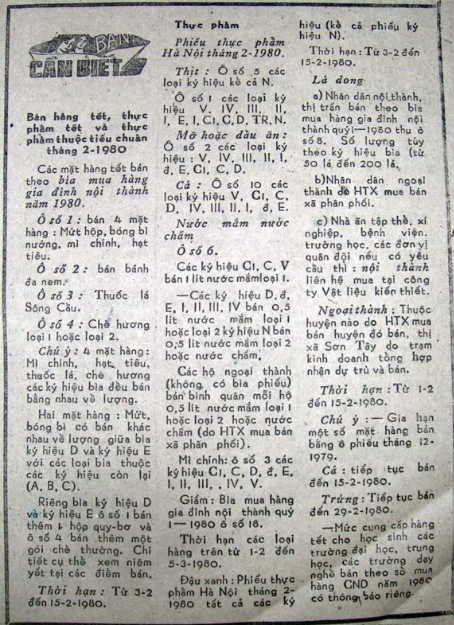 BẠN
CẦN BIẾT
Bán hàng tết, thực
phẩm tết và thực
phẩm thuộc tiêu chuẩn
tháng 2-1980
Các mặt hàng tết bán
theo bìa mua hàng
gia đình nội thành
năm 1980.
Ô số 1 : bán 4 mặt
hàng : Mứt hộp, bóng bì
nướng, mì chính, hạt
tiêu.
Ô số 2 : bán bánh
đa nem.
Ô số 3 : Thuốc lá
Sông Cầu.
Ô số 4 : Chè hương
loại 1 hoặc loại 2.
Chú ý : 4 mặt hàng :
Mì chính, hạt tiêu,
thuốc lá, chè hương
các ký hiệu bìa đều bán
bằng nhau về lượng.
Hai mặt hàng : Mứt,
bóng bì có bán khác
nhau về lượng giữa bìa
ký hiệu D và ký hiệu E
với các loại bìa thuộc
các ký hiệu còn lại
(A, B, C).
Riêng bìa ký hiệu D
và ký hiệu E ô số 1 bán
thêm 1 hộp quy-bơ và
ô số 4 bán thêm một
gói chè thường. Chi
tiết cụ thể xem niêm
yết tại các điểm bán.
Thời hạn : Từ 3-2
đến 15-2-1980.
Thực phẩm
Phiếu thực phẩm
Hà Nội tháng 2-1980.
Thịt : Ô số 5 các
loại ký hiệu kể cả N.
Ô số 1 các loại ký
hiệu V, IV, III, II,
I, E, I, C1, C, D, TR, N.
Mỡ hoặc dầu ăn :
Ô số 2 các loại ký
hiệu : V, IV, III, II, I,
đ, E, C1, C, D.
Cá : Ô số 10 các
loại ký hiệu V, C1, C,
D, IV, III, II, I, đ, E.
Nước mắm nước
chấm
Ô số 6.
Các ký hiệu C1, C, V
bán 1 lít nước mắm loại 1.
—Các ký hiệu D, đ,
E, I, II, III, IV bán 0,5
lít nước mắm loại 1
hoặc loại 2 ký hiệu N bán
0,5 lít nước mắm loại 2
hoặc nước chấm.
Các hộ ngoại thành
(không có bìa phiếu)
bán bình quân mỗi hộ
0,5 lít nước mắm loại 1
hoặc loại 2 hoặc nước
chấm (do HTX mua bán
xã phân phối).
Mì chính : ô số 3 các
ký hiệu C1, C, D, đ, E,
I, II, III, IV, V.
Giấm : Bìa mua hàng
gia đình nội thành quý
1 — 1980 ô số 18.
Thời hạn các loại
hàng trên từ 1-2 đến
5-3-1980.
Đậu xanh : Phiếu thực
phẩm Hà Nội tháng 2-
1980 tất cả các ký
hiệu (kể cả phiếu ký
hiệu N).
Thời hạn : Từ 3-2 đến
15-2-1980.
Lá dong
a) Nhân dân nội thành,
thị trấn bán theo bìa
mua hàng gia đình nội
thành quý 1—1980 thu ô
số 8. Số lượng tùy
theo ký hiệu bìa (từ
50 lá đến 200 lá.
b) Nhân dân ngoại
thành do HTX mua bán
xã phân phối.
c) Nhà ăn tập thể, xí
nghiệp, bệnh viện,
trường học, các đơn vị
quân đội nếu có yêu
cầu thì : nội thành
liên hệ mua tại công
ty Vật liệu kiến thiết.
Ngoại thành : Thuộc
huyện nào do HTX mua
bán huyện đó bán, thị
xã Sơn Tây do trạm
kinh doanh tổng hợp
nhận dự trù và bán.
Thời hạn : Từ 1-2
đến 15-2-1980.
Chú ý : — Gia hạn
một số mặt hàng bán
bằng ô phiếu tháng 12-
1979.
Cá : tiếp tục bán
đến 15-2-1980.
Trứng : Tiếp tục bán
đến 29-2-1980.
—Mức cung cấp hàng
tết cho học sinh các
trường đại học, trung
học, các trường dạy
nghề bán theo sổ mua
hàng CND năm 1980
có thông báo riêng.